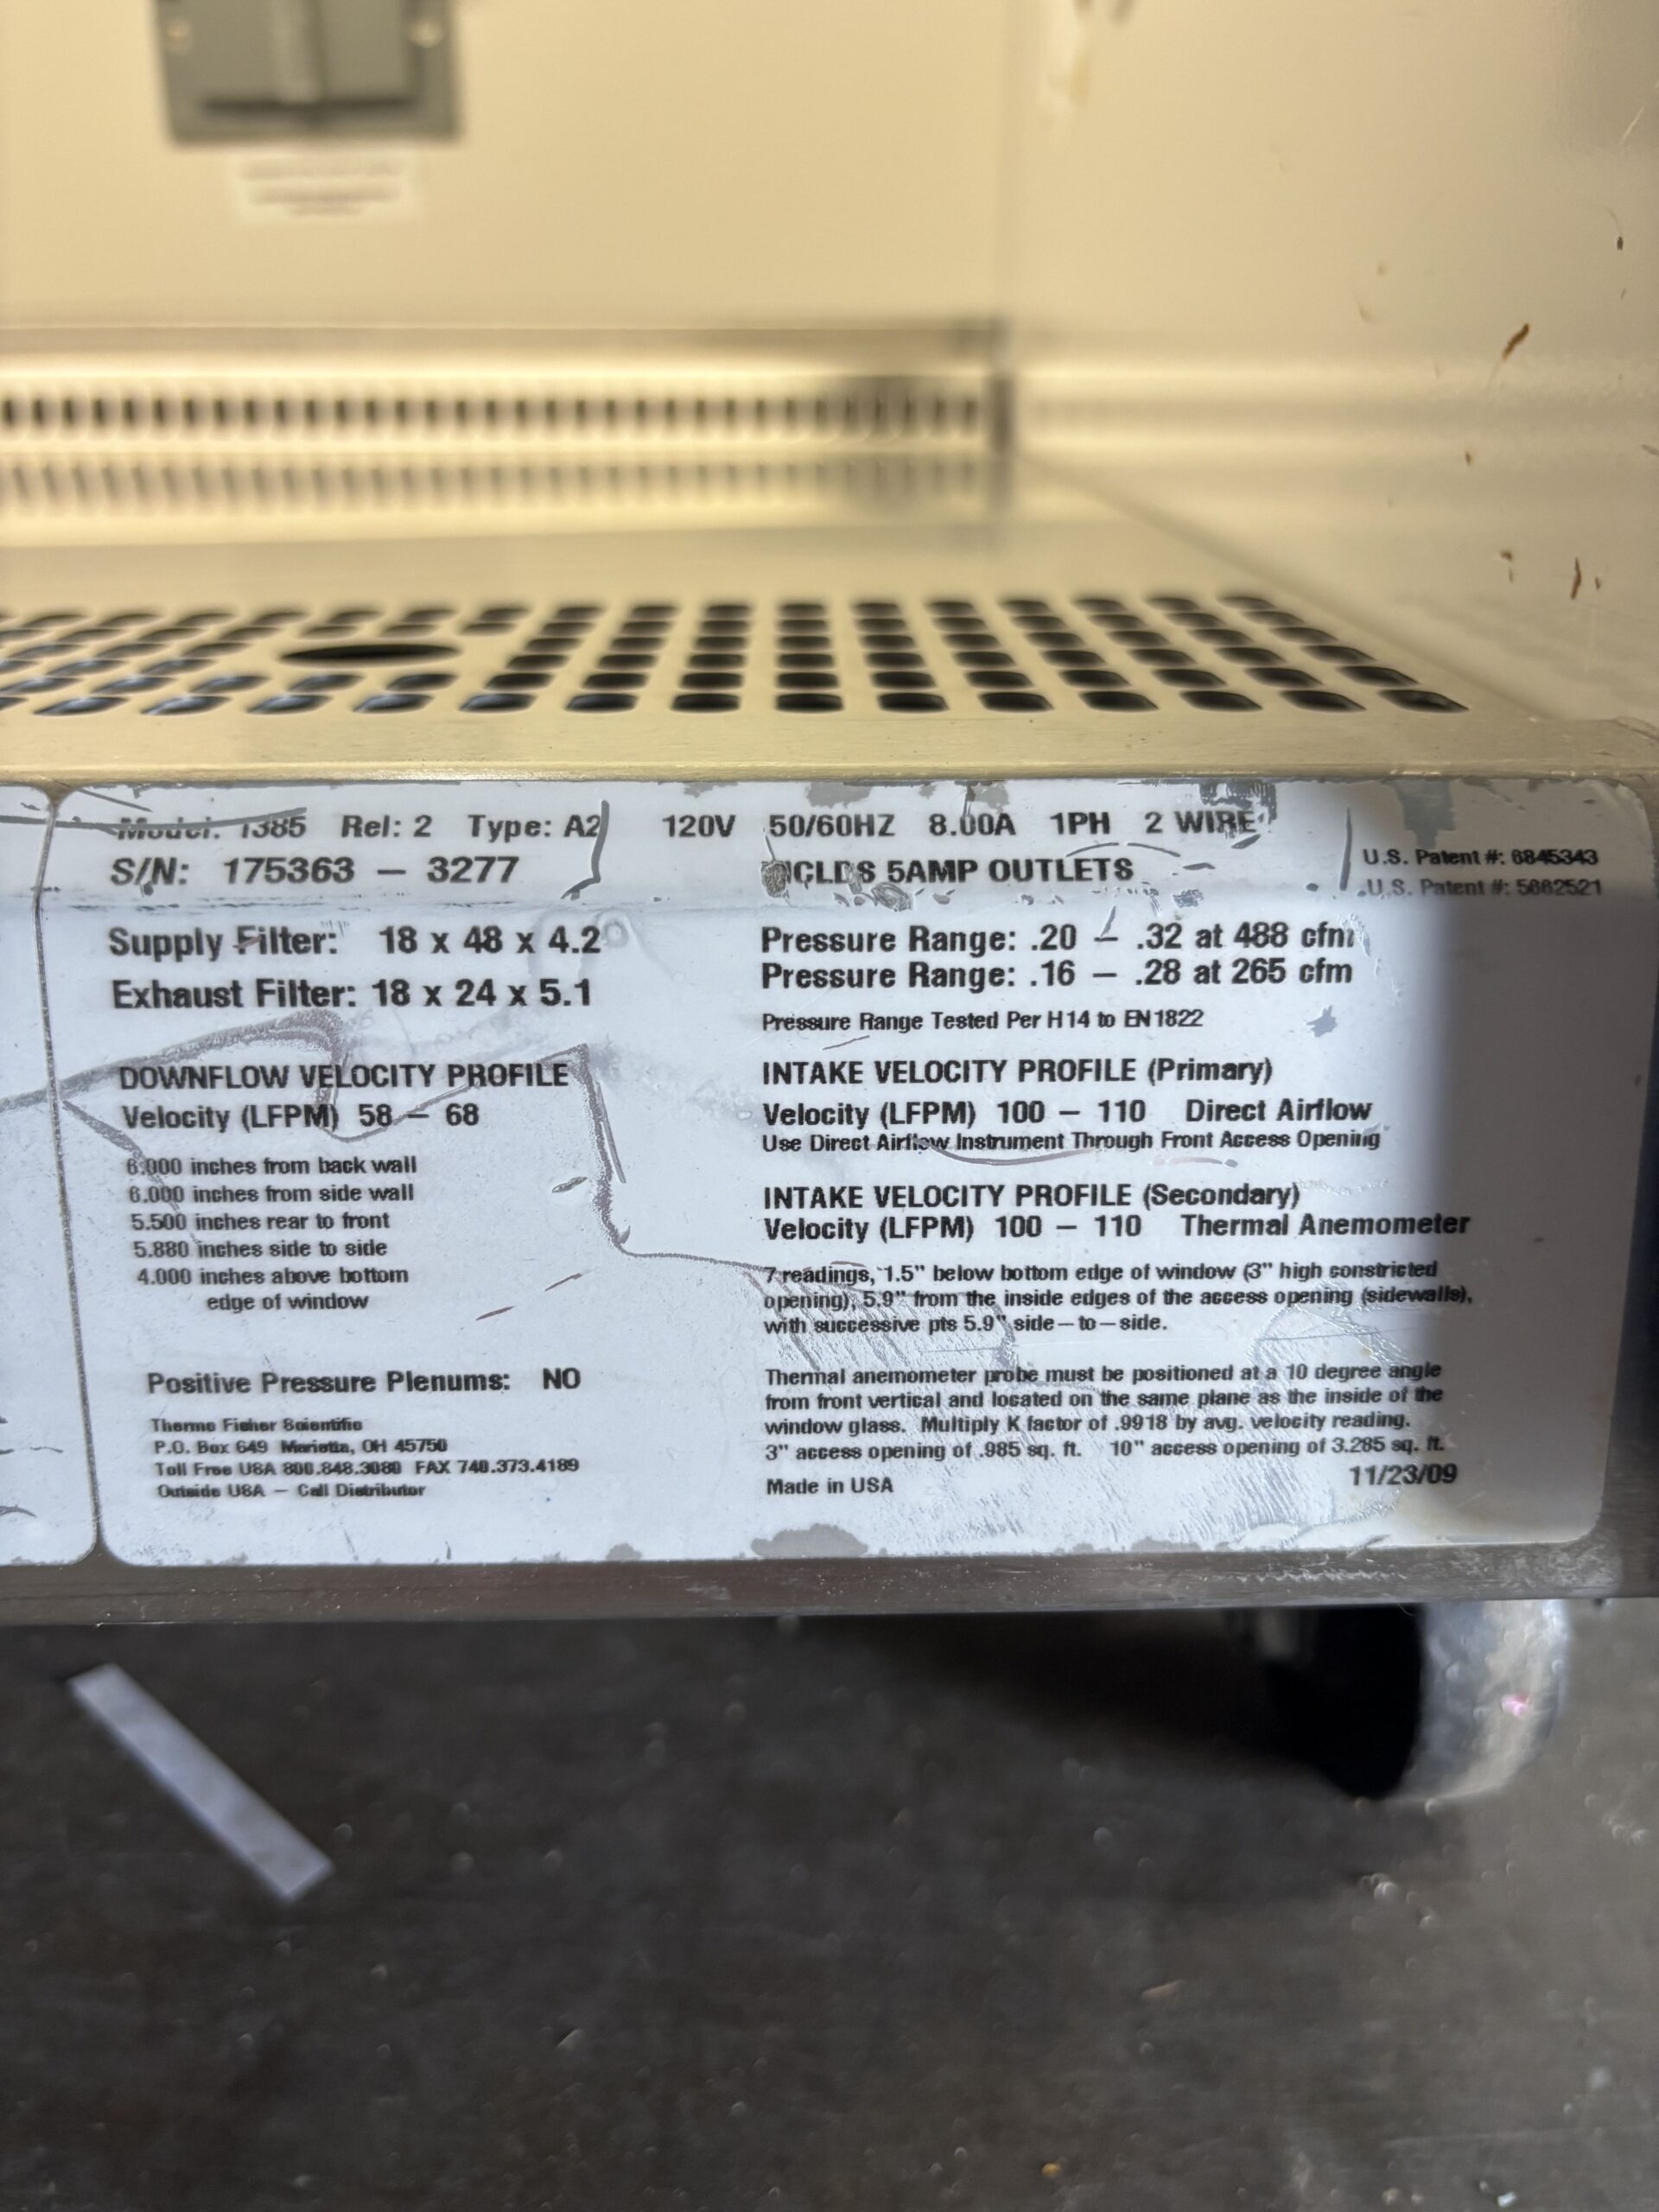 Model: 1385 Rel: 2 Type: A2 120V 50/60HZ 8.00A 1PH 2 WIRE
S/N: 175363 – 3277 INCLDS 5AMP OUTLETS
U.S. Patent #: 6845343
U.S. Patent #: 5662521
Supply Filter: 18 x 48 x 4.2
Exhaust Filter: 18 x 24 x 5.1
Pressure Range: .20 – .32 at 488 cfm
Pressure Range: .16 – .28 at 265 cfm
Pressure Range Tested Per H14 to EN1822
DOWNFLOW VELOCITY PROFILE
Velocity (LFPM) 58 – 68
6.000 inches from back wall
6.000 inches from side wall
5.500 inches rear to front
5.880 inches side to side
4.000 inches above bottom
edge of window
Positive Pressure Plenums: NO
Thermo Fisher Scientific
P.O. Box 649 Marietta, OH 45750
Toll Free USA 800.848.3080 FAX 740.373.4189
Outside USA – Call Distributor
INTAKE VELOCITY PROFILE (Primary)
Velocity (LFPM) 100 – 110 Direct Airflow
Use Direct Airflow Instrument Through Front Access Opening
INTAKE VELOCITY PROFILE (Secondary)
Velocity (LFPM) 100 – 110 Thermal Anemometer
7 readings, 1.5" below bottom edge of window (3" high constricted
opening), 5.9" from the inside edges of the access opening (sidewalls),
with successive pts 5.9" side–to–side.
Thermal anemometer probe must be positioned at a 10 degree angle
from front vertical and located on the same plane as the inside of the
window glass. Multiply K factor of .9918 by avg. velocity reading.
3" access opening of .985 sq. ft. 10" access opening of 3.285 sq. ft.
Made in USA
11/23/09